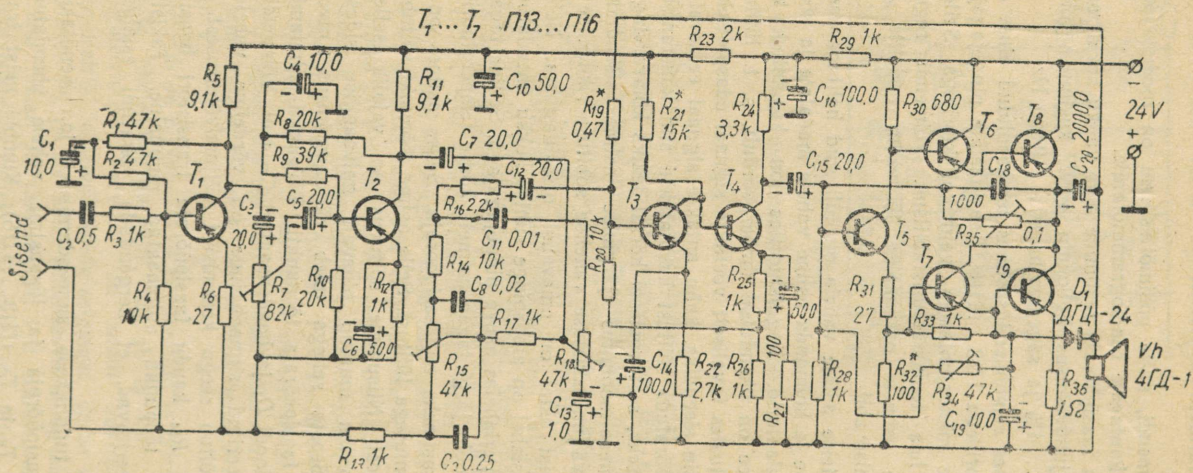 T₁...T₇ П13...П16
R₅ 9,1k
C₄ 10,0
R₁₁ 9,1k
C₁₀ 50,0
R₁₉* 0,47
R₂₁* 15k
R₂₃ 2k
R₂₄ 3,3k
C₁₆ 100,0
R₂₉ 1k
R₃₀ 680
T₆
T₈
C₂₀ 2000,0
−
24V
+
C₁ 10,0
R₁ 47k
R₂ 47k
R₈ 20k
R₉ 39k
C₇ 20,0
C₁₂ 20,0
C₁₅ 20,0
C₁₈ 1000
R₃₅ 0,1
T₁
C₃ 20,0
C₅ 20,0
T₂
R₁₆ 2,2k
C₁₁ 0,01
T₃
T₄
T₅
T₇
T₉
Sisend
C₂ 0,5
R₃ 1k
R₄ 10k
R₆ 27
R₇ 82k
R₁₀ 20k
R₁₂ 1k
C₆ 50,0
R₁₄ 10k
C₈ 0,02
R₁₅ 47k
R₁₇ 1k
R₁₈ 47k
C₁₃ 1,0
R₂₀ 10k
C₁₄ 100,0
R₂₂ 2,7k
R₂₅ 1k
50,0
R₂₆ 1k
R₂₇ 100
R₂₈ 1k
R₃₁ 27
R₃₂* 100
R₃₃ 1k
R₃₄ 47k
C₁₉ 10,0
D₁ ДГЦ-24
R₃₆ 1Ω
Vh 4ГД-1
R₁₃ 1k
0,25